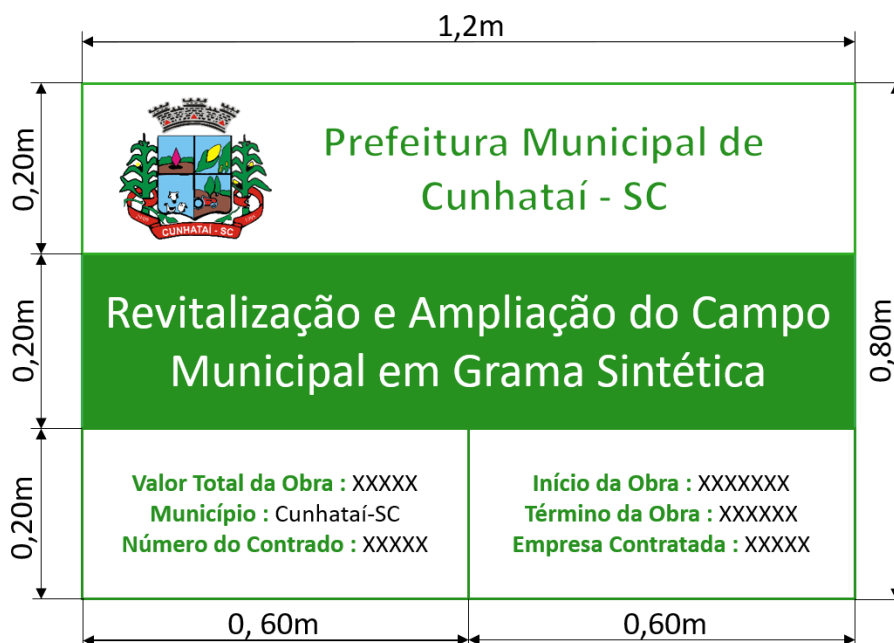 1,2m
0,20m
Prefeitura Municipal de
Cunhataí - SC
CUNHATAÍ - SC
0,20m
Revitalização e Ampliação do Campo
Municipal em Grama Sintética
0,80m
0,20m
Valor Total da Obra : XXXXX
Município : Cunhataí-SC
Número do Contrado : XXXXX
Início da Obra : XXXXXXX
Término da Obra : XXXXXX
Empresa Contratada : XXXXX
0, 60m
0,60m